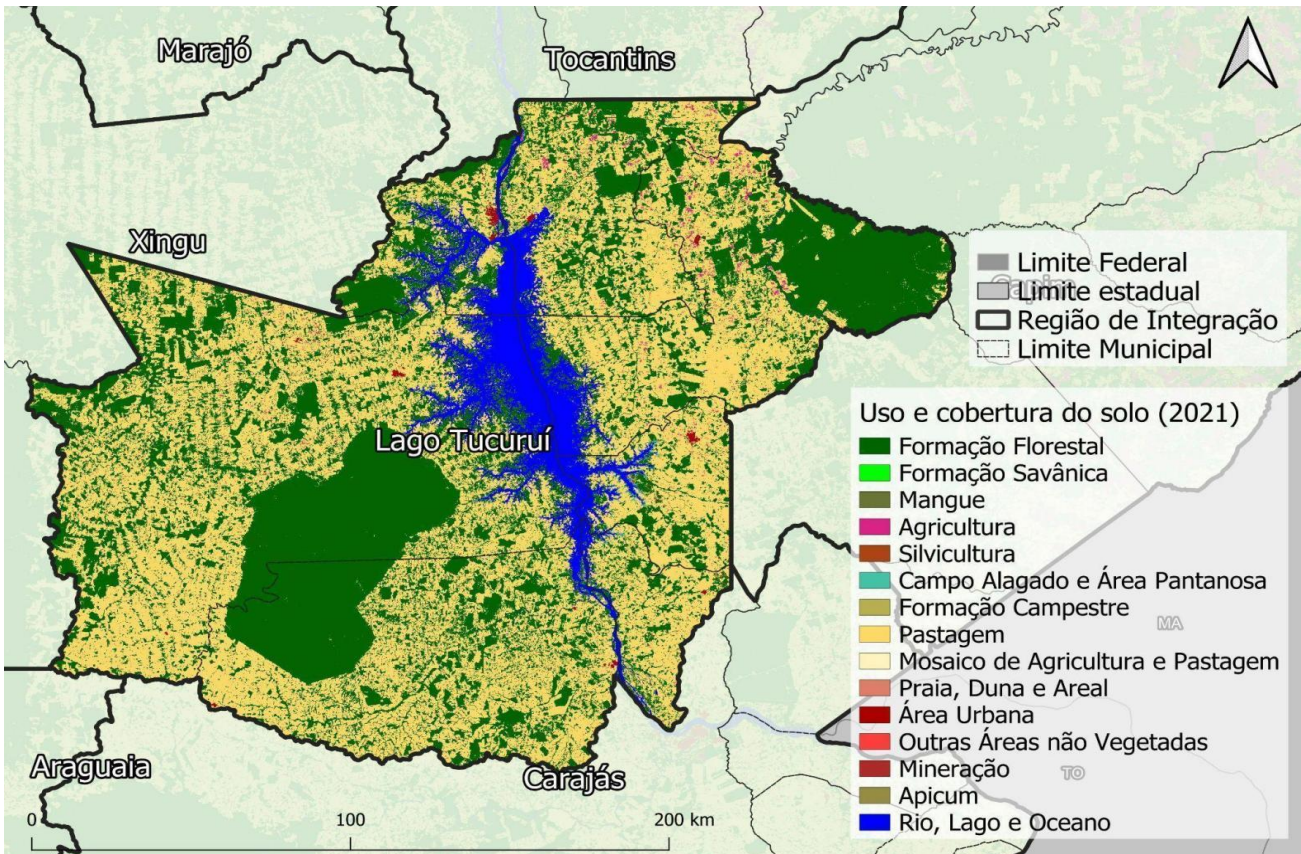 Marajó
Tocantins
Xingu
Capim
Limite Federal
Limite estadual
Região de Integração
Limite Municipal
Uso e cobertura do solo (2021)
Formação Florestal
Formação Savânica
Mangue
Agricultura
Silvicultura
Campo Alagado e Área Pantanosa
Formação Campestre
Pastagem
Mosaico de Agricultura e Pastagem
Praia, Duna e Areal
Área Urbana
Outras Áreas não Vegetadas
Mineração
Apicum
Rio, Lago e Oceano
Lago Tucuruí
MA
TO
Araguaia
Carajás
0 100 200 km